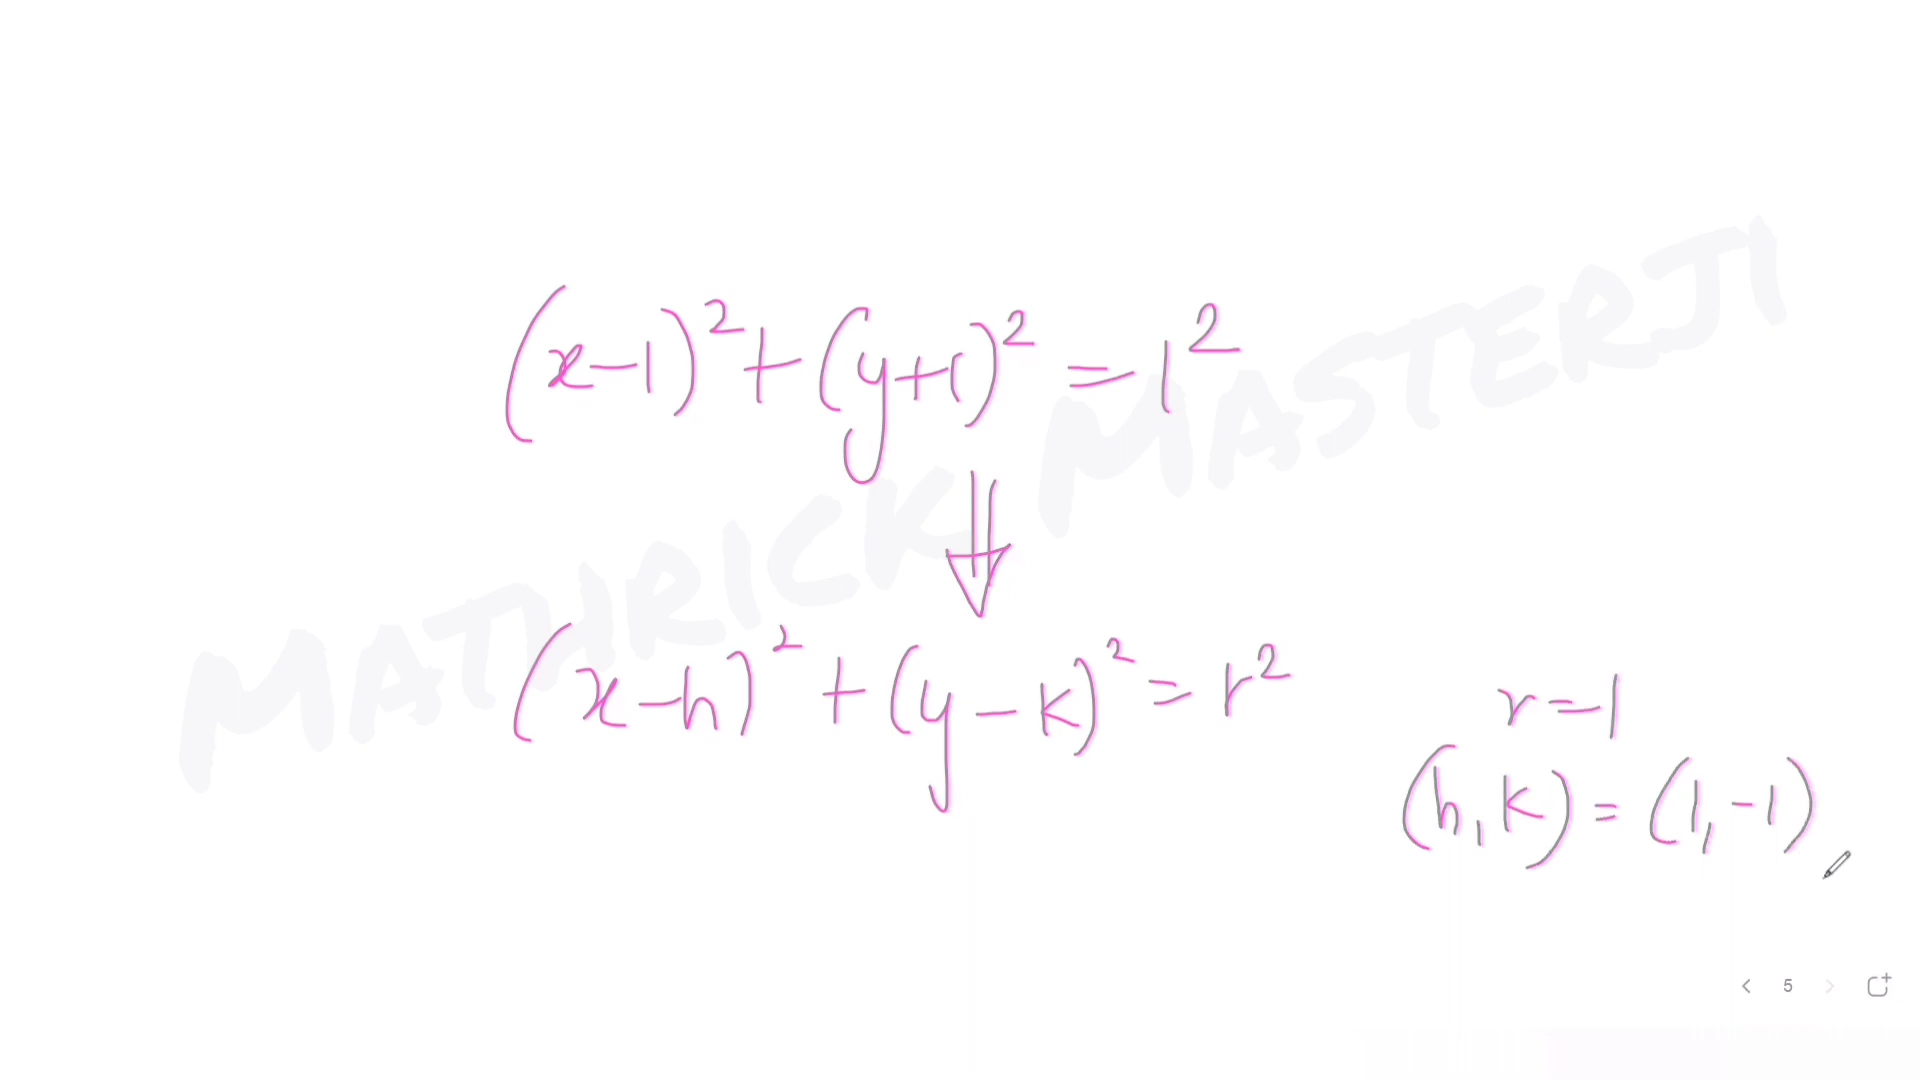 (x-1)² + (y+1)² = 1²
(x-h)² + (y-k)² = r²
r=1
(h,k) = (1,-1)
MATHRICK MASTERJI
5